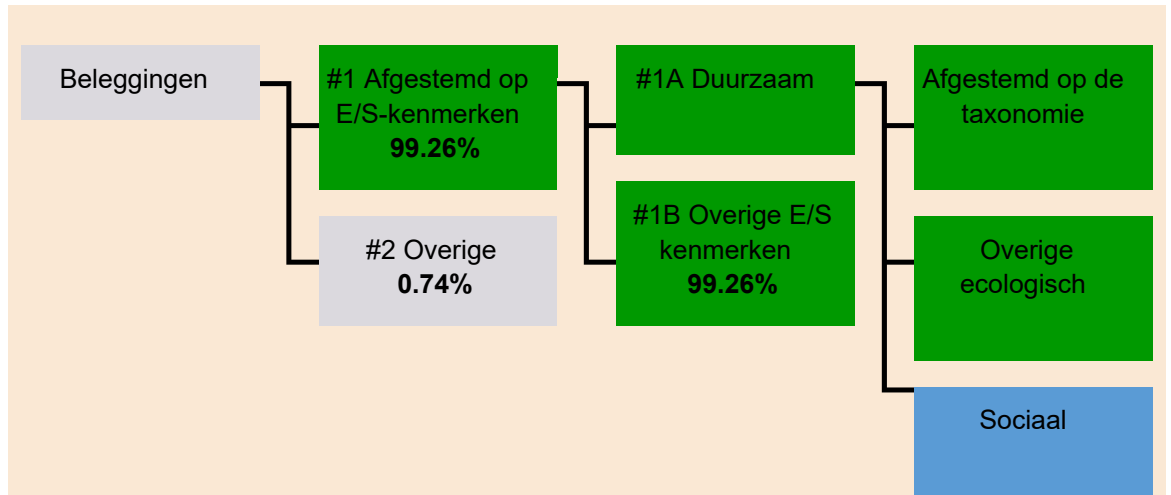 Beleggingen
#1 Afgestemd op
E/S-kenmerken
99.26%
#2 Overige
0.74%
#1A Duurzaam
#1B Overige E/S
kenmerken
99.26%
Afgestemd op de
taxonomie
Overige
ecologisch
Sociaal